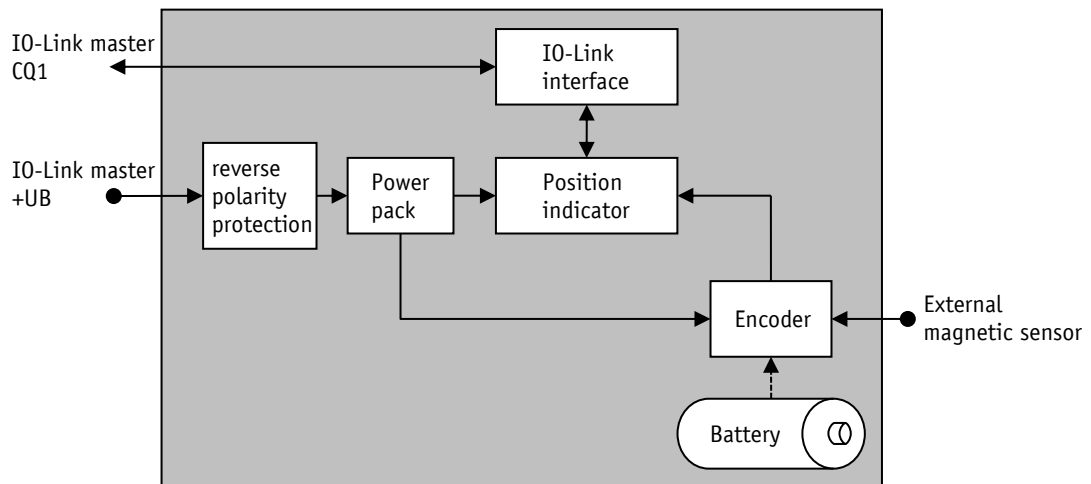 IO-Link master
CQ1
IO-Link
interface
IO-Link master
+UB
reverse
polarity
protection
Power
pack
Position
indicator
Encoder
External
magnetic sensor
Battery